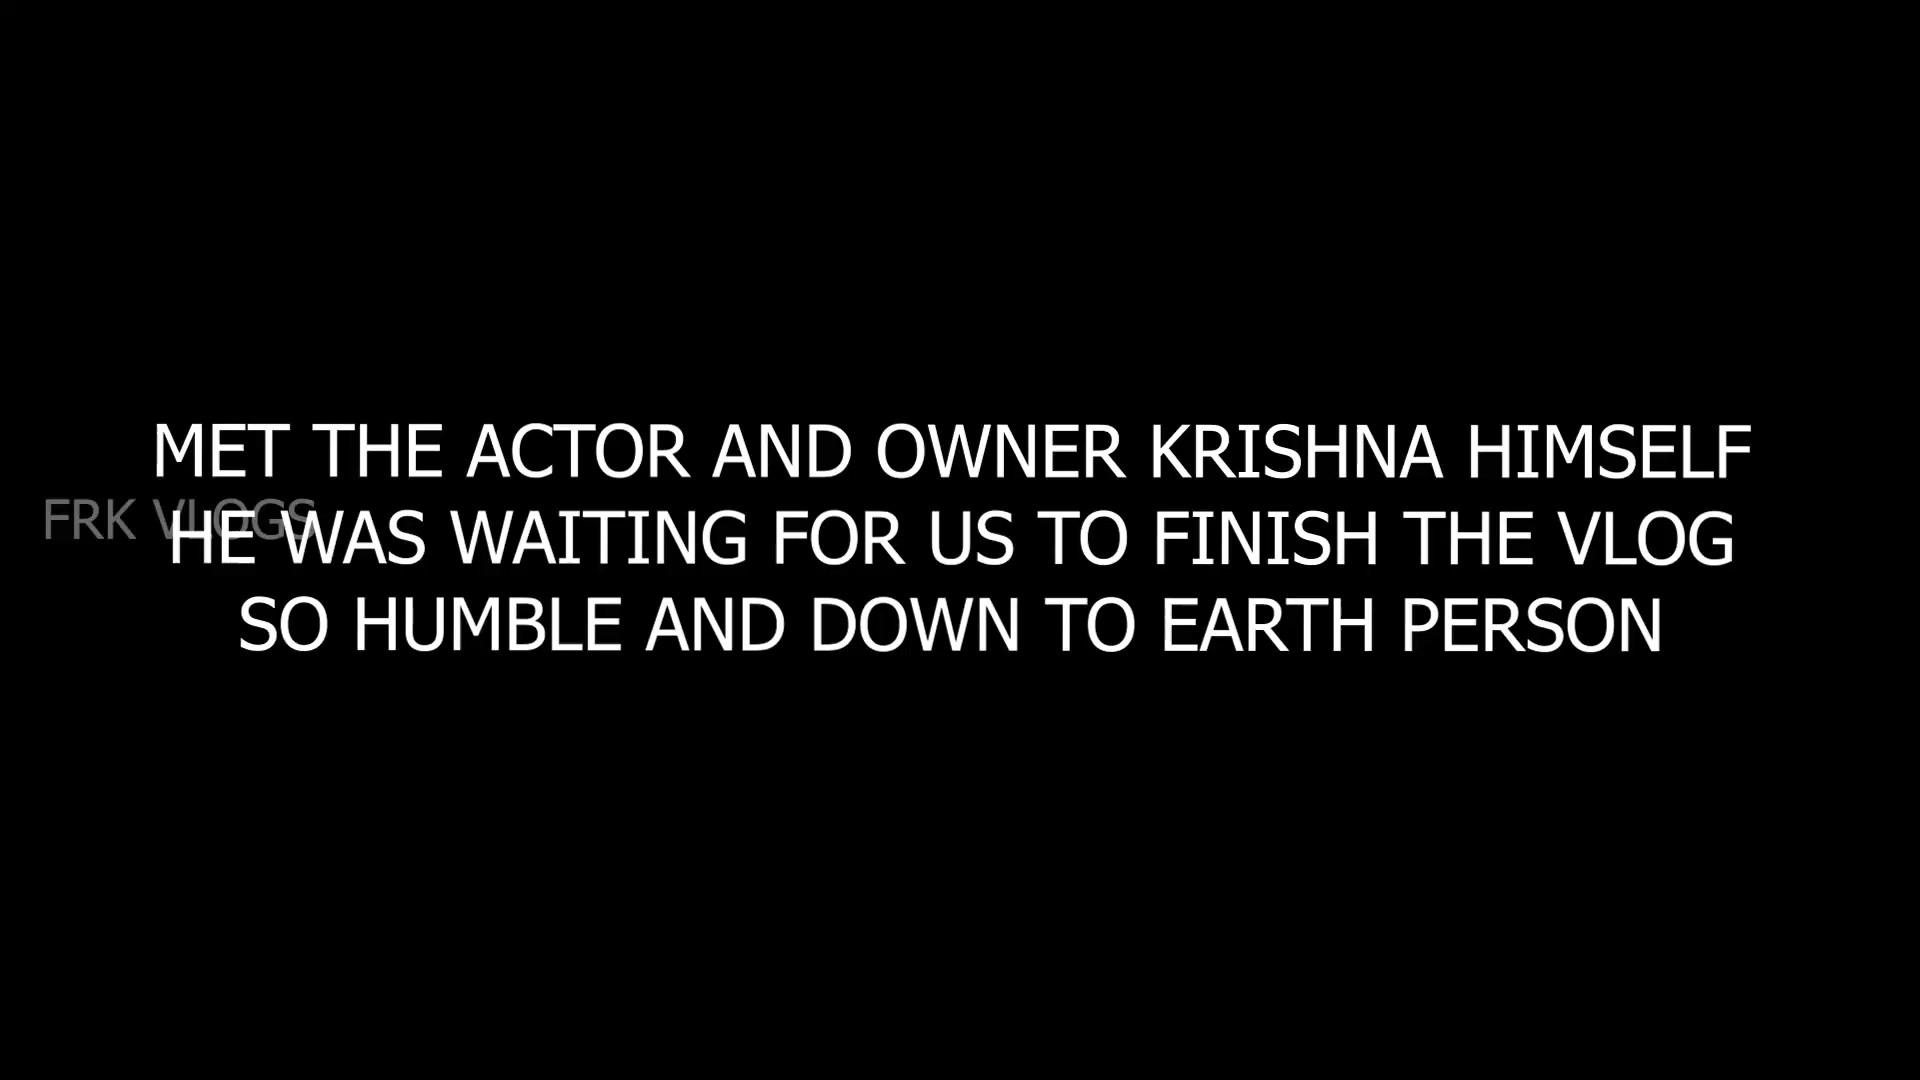 MET THE ACTOR AND OWNER KRISHNA HIMSELF
FRK VLOGS
HE WAS WAITING FOR US TO FINISH THE VLOG
SO HUMBLE AND DOWN TO EARTH PERSON